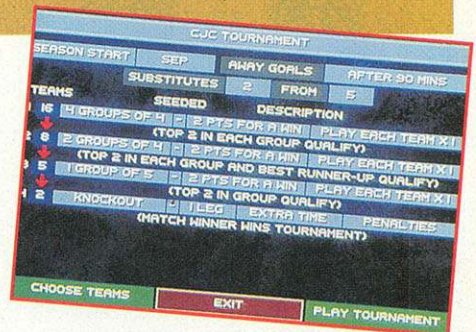 CJC TOURNAMENT
SEASON START SEP AWAY GOALS AFTER 90 MINS
SUBSTITUTES 2 FROM 5
TEAMS SEEDED DESCRIPTION
16 4 GROUPS OF 4 - 2 PTS FOR A WIN PLAY EACH TEAM X 1
(TOP 2 IN EACH GROUP QUALIFY)
2 8 2 GROUPS OF 4 - 2 PTS FOR A WIN PLAY EACH TEAM X 1
(TOP 2 IN EACH GROUP AND BEST RUNNER-UP QUALIFY)
5 1 GROUP OF 5 - 2 PTS FOR A WIN PLAY EACH TEAM X 1
(TOP 2 IN GROUP QUALIFY)
4 2 KNOCKOUT - 1 LEG EXTRA TIME PENALTIES
(MATCH WINNER WINS TOURNAMENT)
CHOOSE TEAMS EXIT PLAY TOURNAMENT